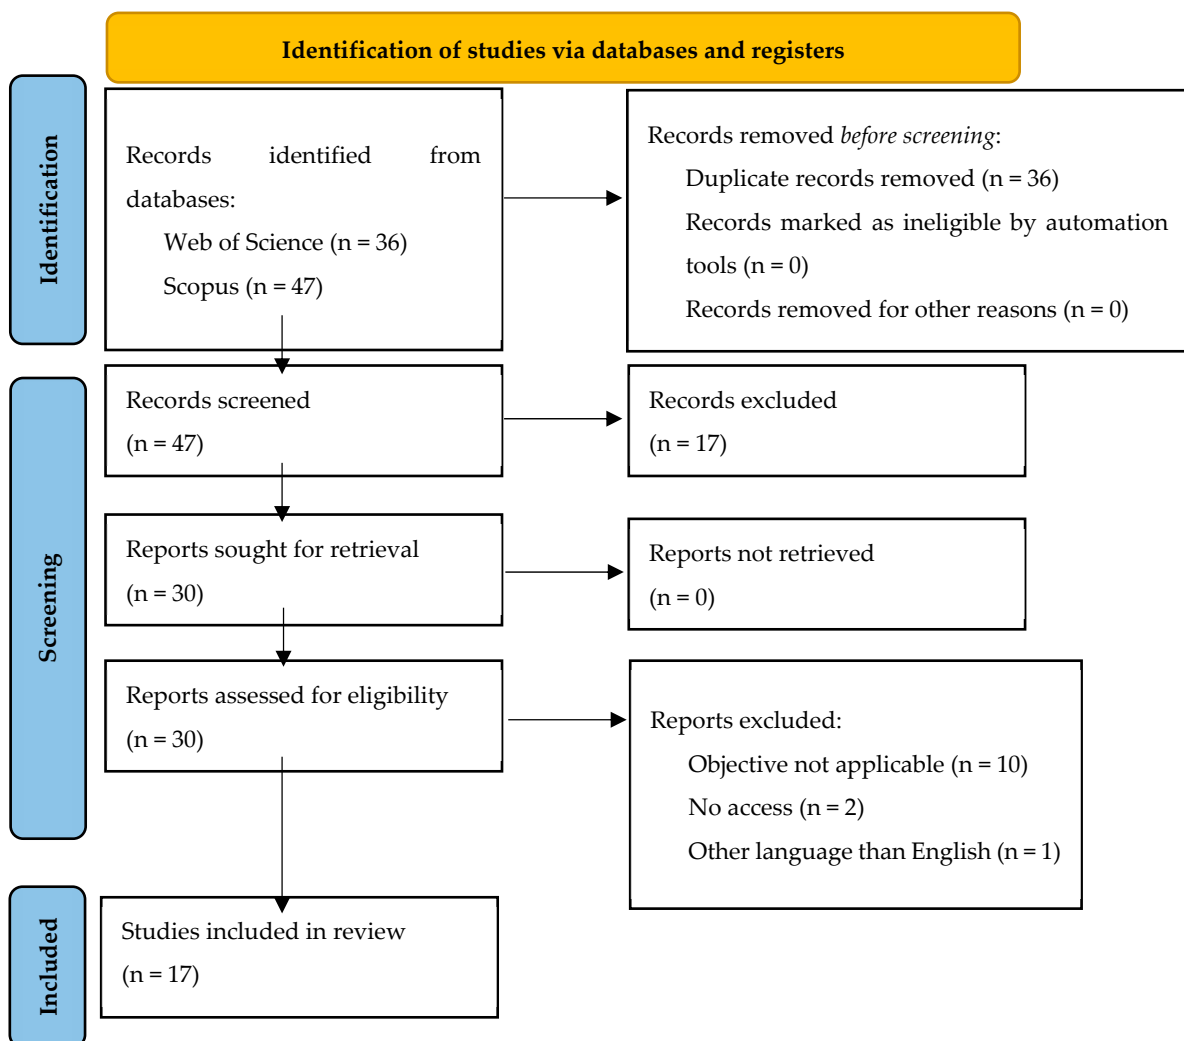 Identification of studies via databases and registers
Identification
Records identified from
databases:
Web of Science (n = 36)
Scopus (n = 47)
Records removed before screening:
Duplicate records removed (n = 36)
Records marked as ineligible by automation
tools (n = 0)
Records removed for other reasons (n = 0)
Screening
Records screened
(n = 47)
Records excluded
(n = 17)
Reports sought for retrieval
(n = 30)
Reports not retrieved
(n = 0)
Reports assessed for eligibility
(n = 30)
Reports excluded:
Objective not applicable (n = 10)
No access (n = 2)
Other language than English (n = 1)
Included
Studies included in review
(n = 17)